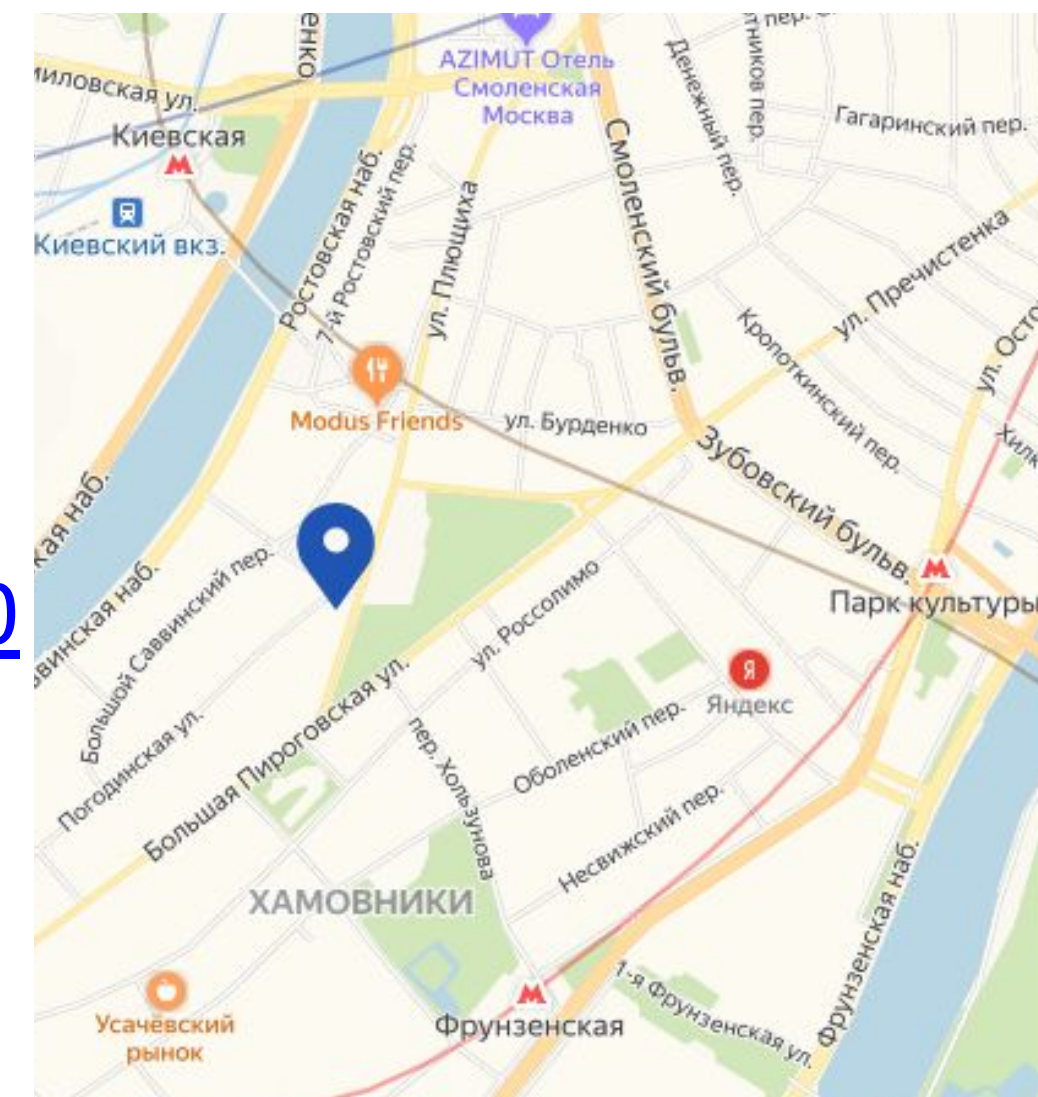 AZIMUT Отель
Смоленская
Москва
Денежный пер.
Гагаринский пер.
Киевская
Киевский вкз.
Ростовская наб.
7-й Ростовский пер.
ул. Плющиха
Смоленский бульв.
ул. Пречистенка
Кропоткинский пер.
Modus Friends
ул. Бурденко
Зубовский бульв.
Парк культуры
Большой Саввинский пер.
ул. Россолимо
Я
Яндекс
Погодинская ул.
Большая Пироговская ул.
пер. Хользунова
Оболенский пер.
Несвижский пер.
ХАМОВНИКИ
Фрунзенская наб.
1-я Фрунзенская ул.
Усачёвский
рынок
Фрунзенская